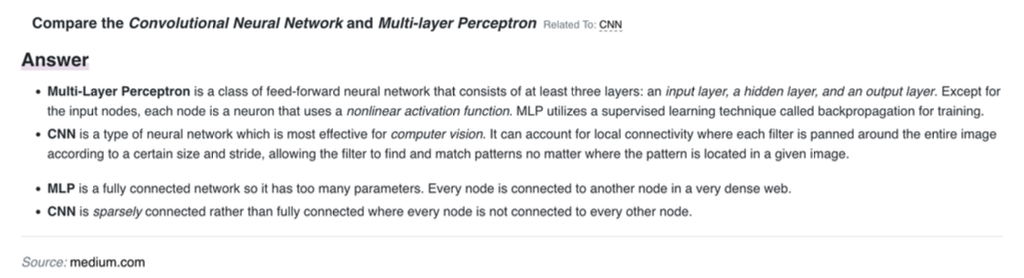 Compare the Convolutional Neural Network and Multi-layer Perceptron Related To: CNN
Answer
• Multi-Layer Perceptron is a class of feed-forward neural network that consists of at least three layers: an input layer, a hidden layer, and an output layer. Except for
the input nodes, each node is a neuron that uses a nonlinear activation function. MLP utilizes a supervised learning technique called backpropagation for training.
• CNN is a type of neural network which is most effective for computer vision. It can account for local connectivity where each filter is panned around the entire image
according to a certain size and stride, allowing the filter to find and match patterns no matter where the pattern is located in a given image.
• MLP is a fully connected network so it has too many parameters. Every node is connected to another node in a very dense web.
• CNN is sparsely connected rather than fully connected where every node is not connected to every other node.
Source: medium.com